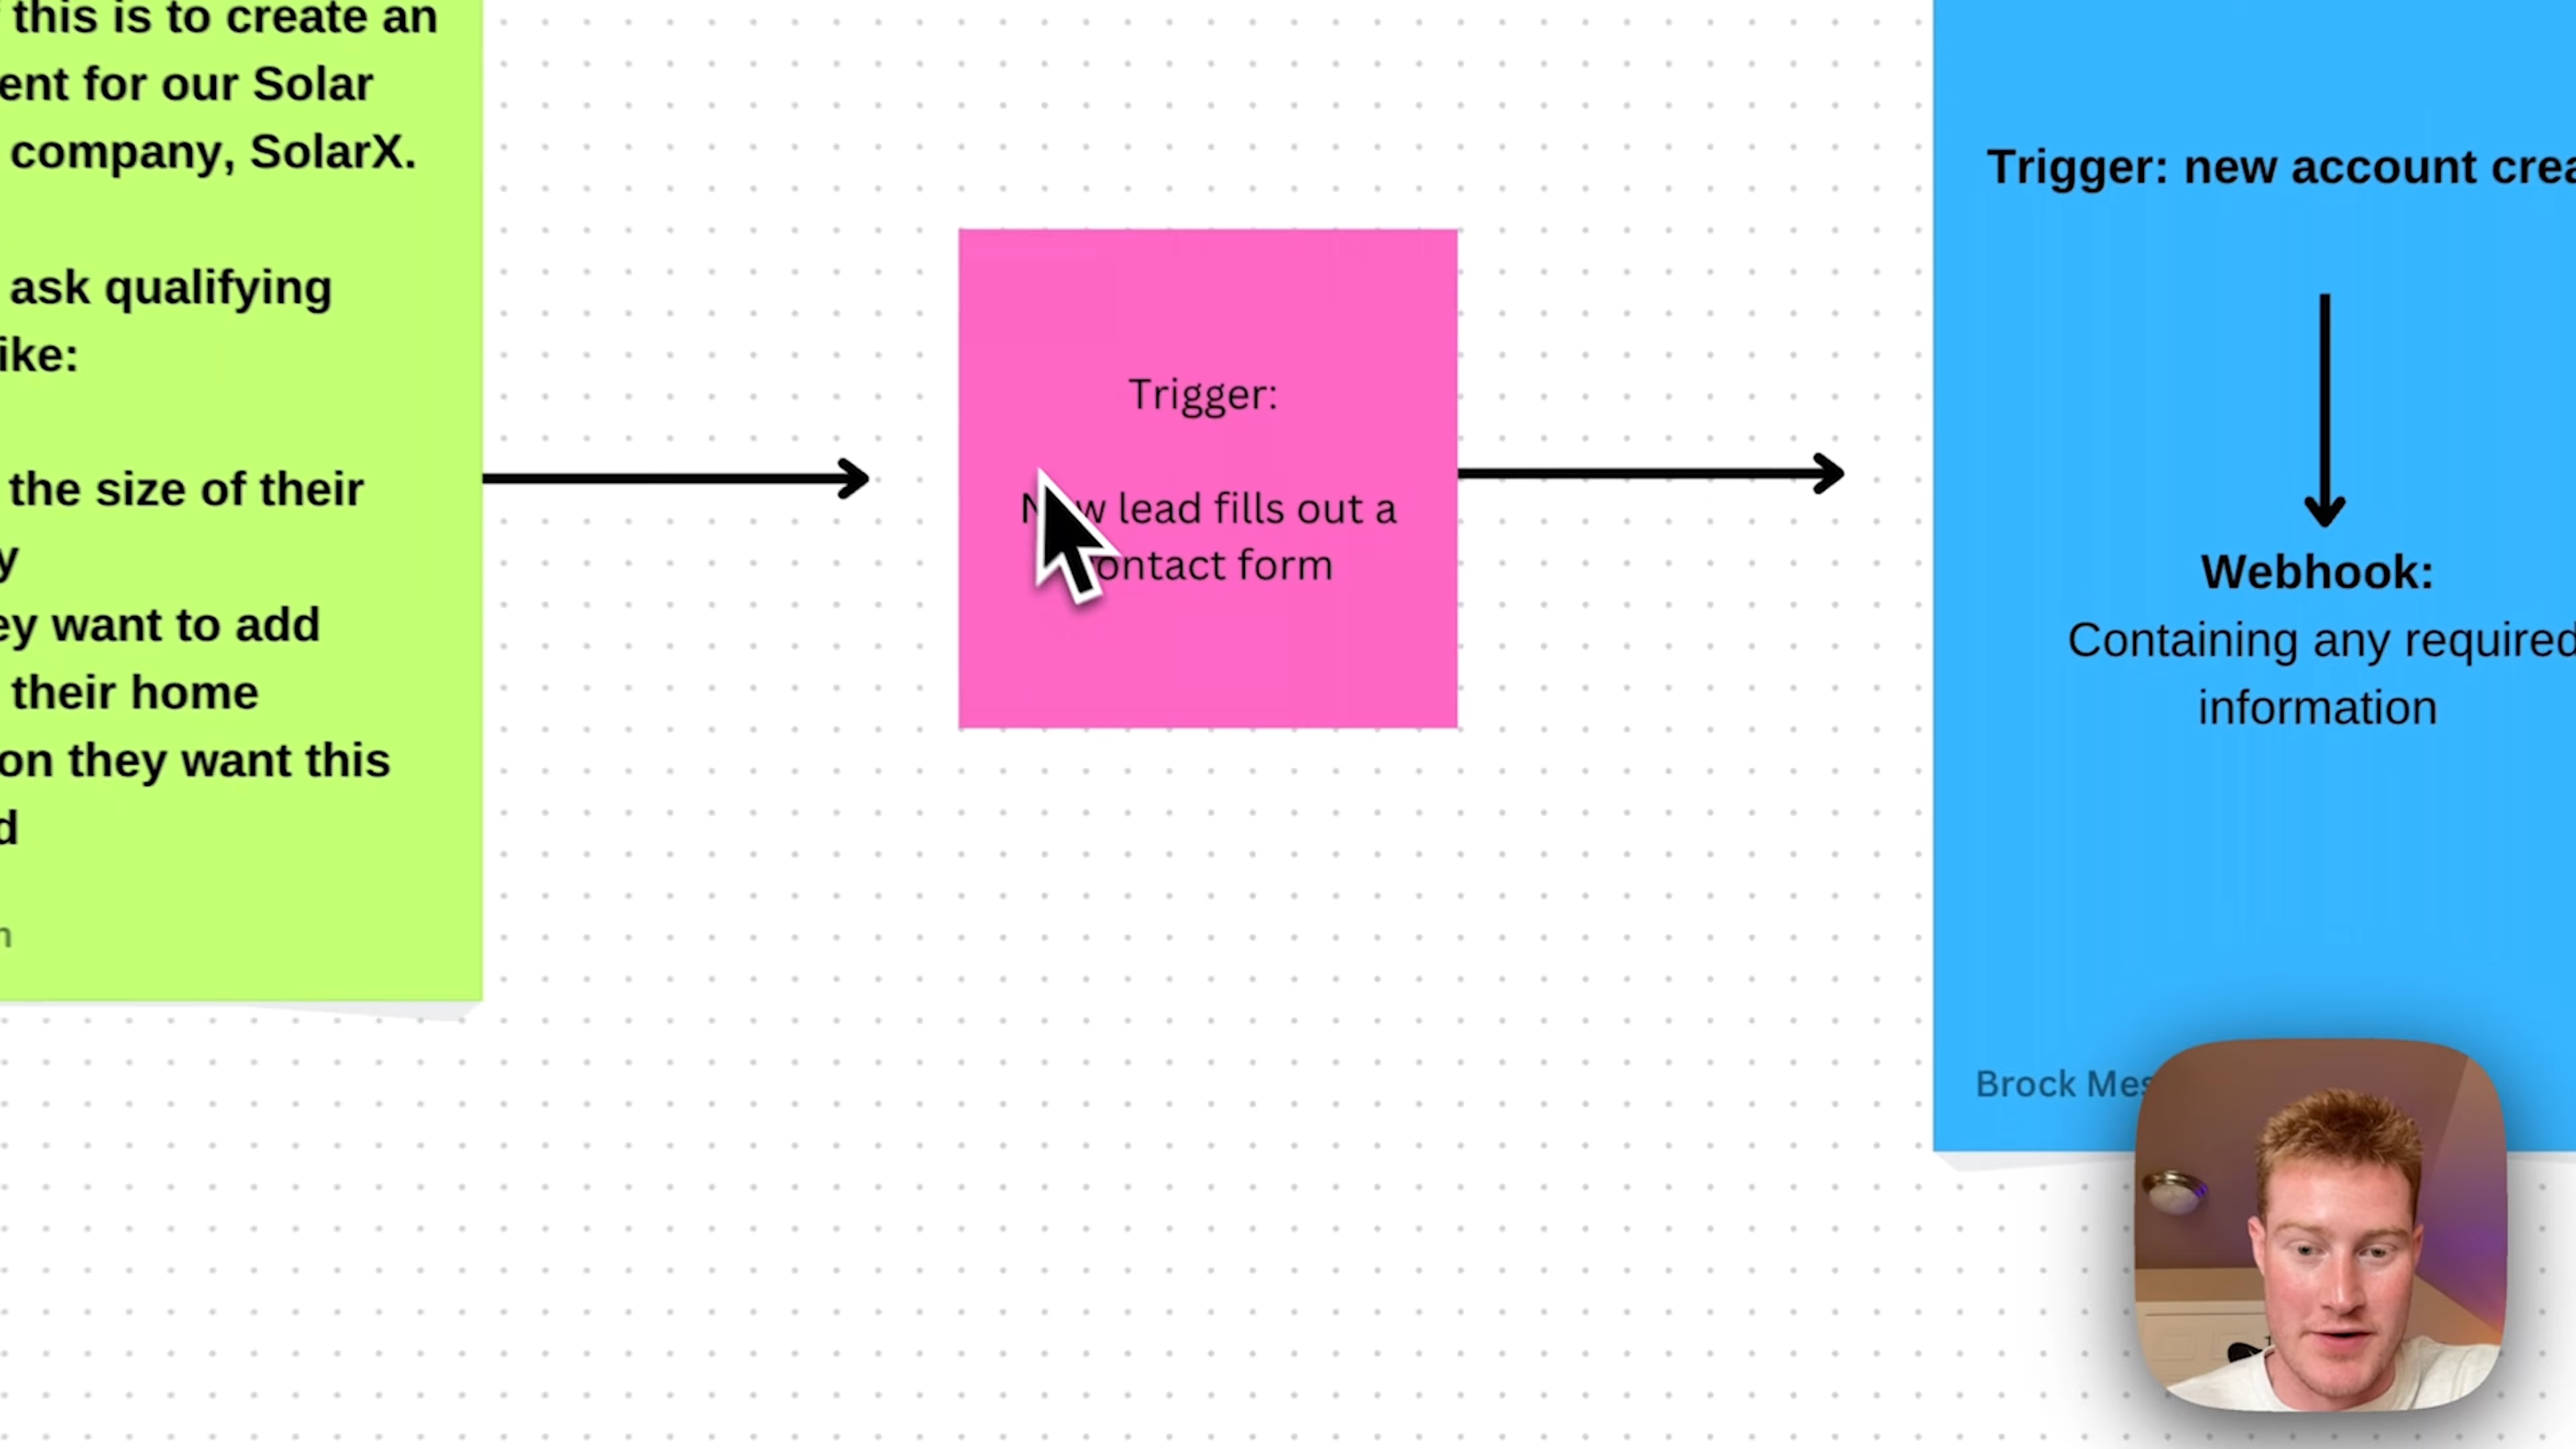 this is to create an
ent for our Solar
company, SolarX.
ask qualifying
ike:
the size of their
y
ey want to add
their home
on they want this
d
n
Trigger:
New lead fills out a
contact form
Trigger: new account crea
Webhook:
Containing any required
information
Brock Mes